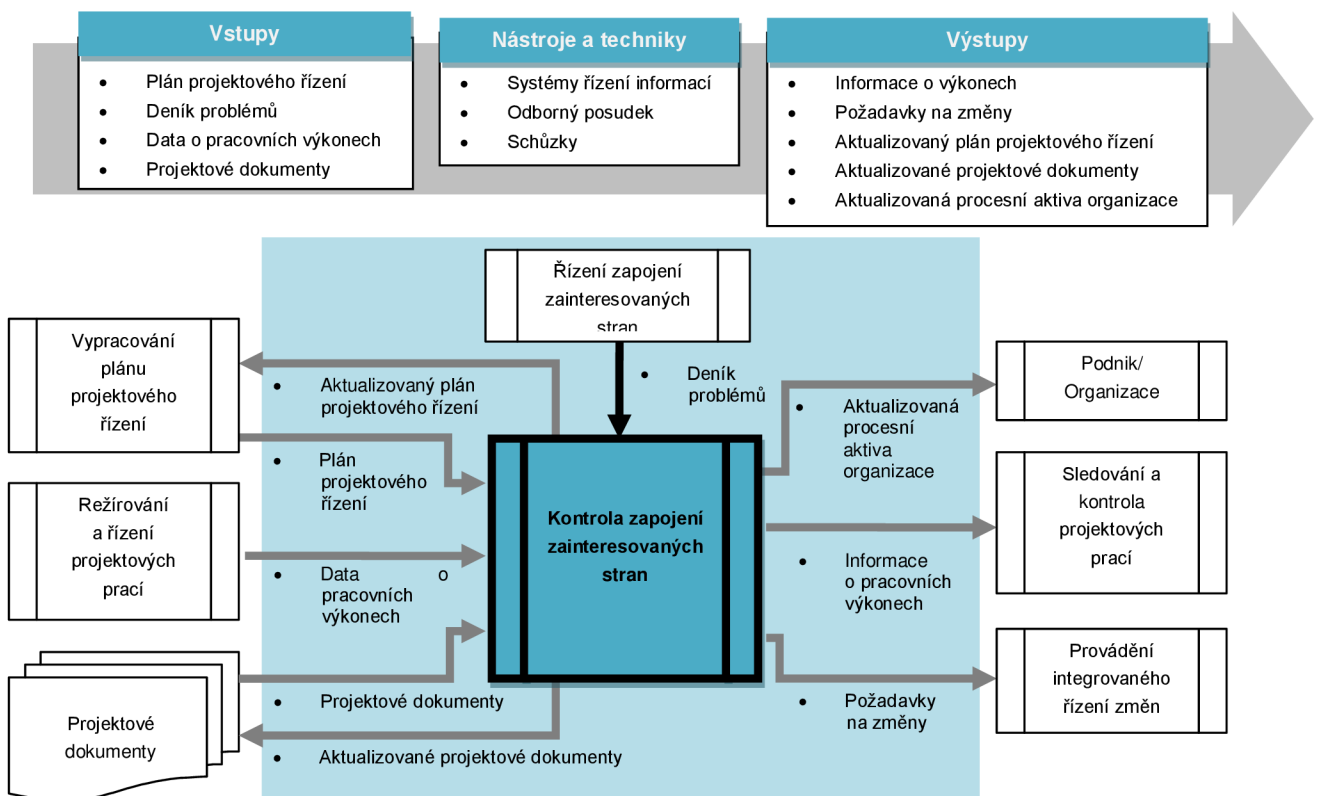 Vstupy
• Plán projektového řízení
• Deník problémů
• Data o pracovních výkonech
• Projektové dokumenty
Nástroje a techniky
• Systémy řízení informací
• Odborný posudek
• Schůzky
Výstupy
• Informace o výkonech
• Požadavky na změny
• Aktualizovaný plán projektového řízení
• Aktualizované projektové dokumenty
• Aktualizovaná procesní aktiva organizace
Řízení zapojení
zainteresovaných
stran
Vypracování
plánu
projektového
řízení
• Aktualizovaný plán
projektového řízení
• Deník
problémů
• Aktualizovaná
procesní
aktiva
organizace
Podnik/
Organizace
• Plán
projektového
řízení
Režírování
a řízení
projektových
prací
Kontrola zapojení
zainteresovaných
stran
Sledování a
kontrola
projektových
prací
• Data o
pracovních
výkonech
• Informace
o pracovních
výkonech
Projektové
dokumenty
• Projektové dokumenty
• Aktualizované projektové dokumenty
• Požadavky
na změny
Provádění
integrovaného
řízení změn